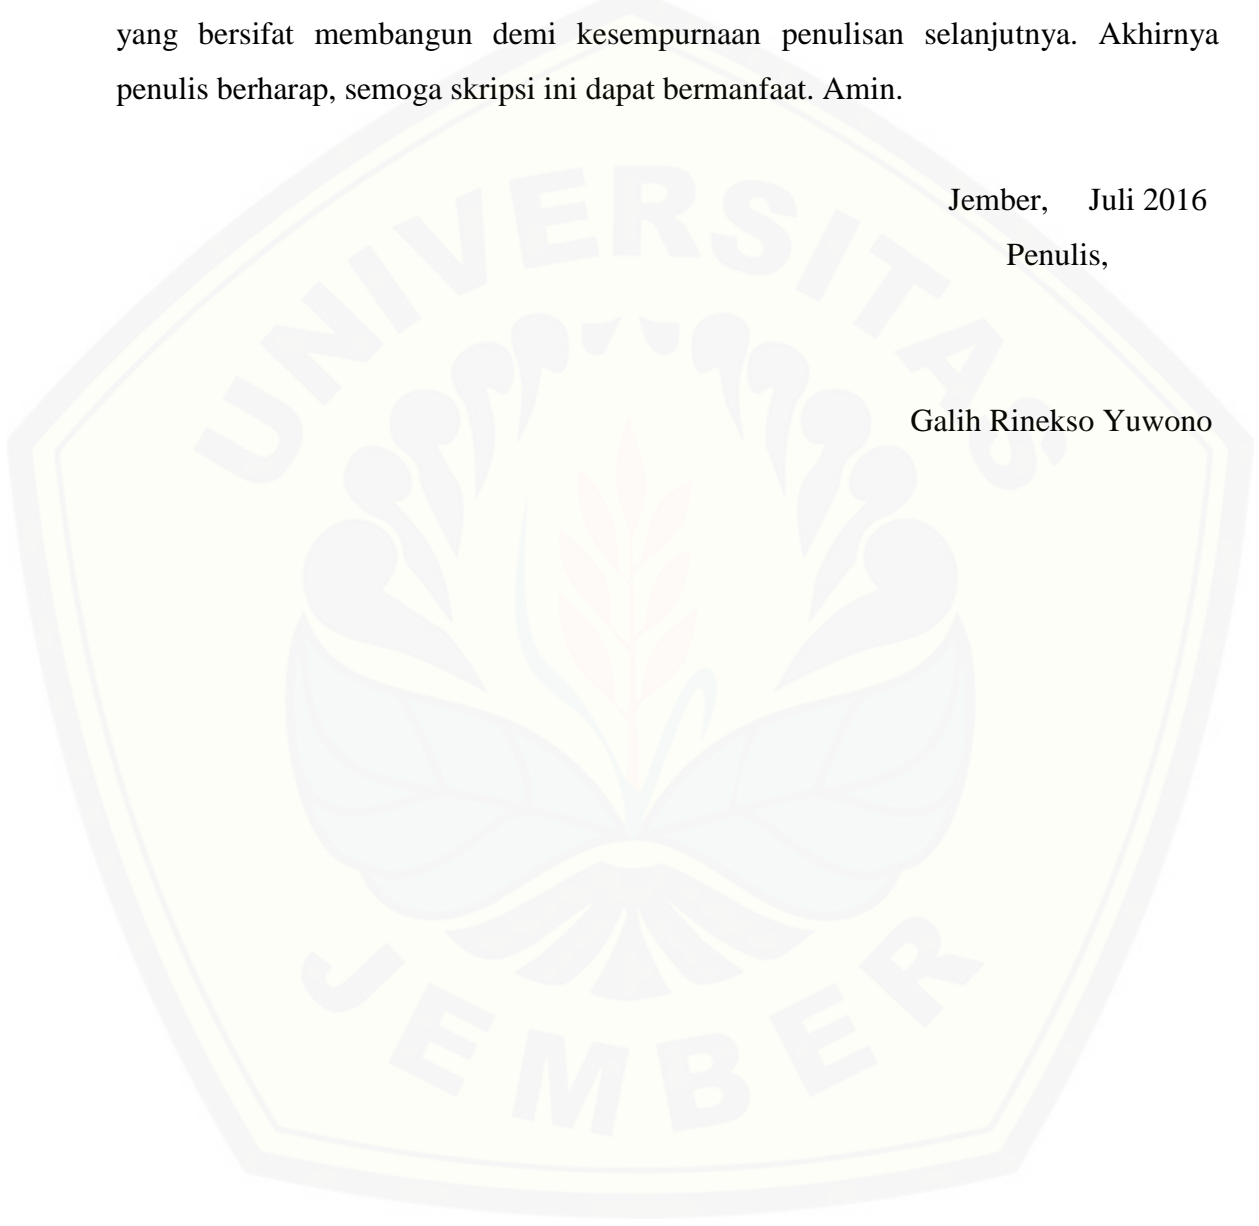 yang bersifat membangun demi kesempurnaan penulisan selanjutnya. Akhirnya
penulis berharap, semoga skripsi ini dapat bermanfaat. Amin.
Jember, Juli 2016
Penulis,
Galih Rinekso Yuwono
UNIVERSITAS
JEMBER